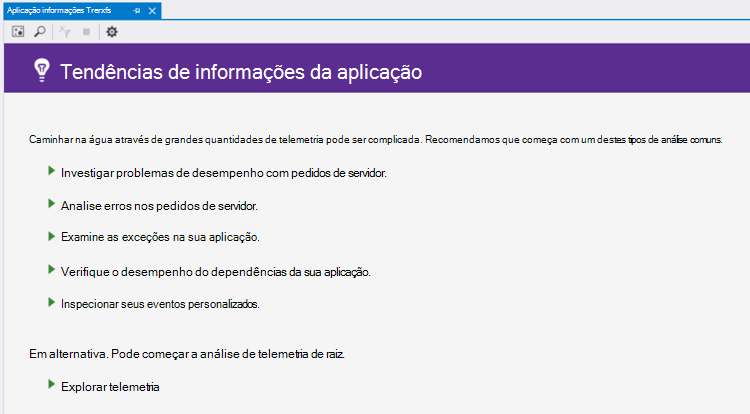 Aplicação informações Trerxfs
Tendências de informações da aplicação
Caminhar na água através de grandes quantidades de telemetria pode ser complicada. Recomendamos que começa com um destes tipos de análise comuns.
Investigar problemas de desempenho com pedidos de servidor.
Analise erros nos pedidos de servidor.
Examine as exceções na sua aplicação.
Verifique o desempenho do dependências da sua aplicação.
Inspecionar seus eventos personalizados.
Em alternativa. Pode começar a análise de telemetria de raiz.
Explorar telemetria